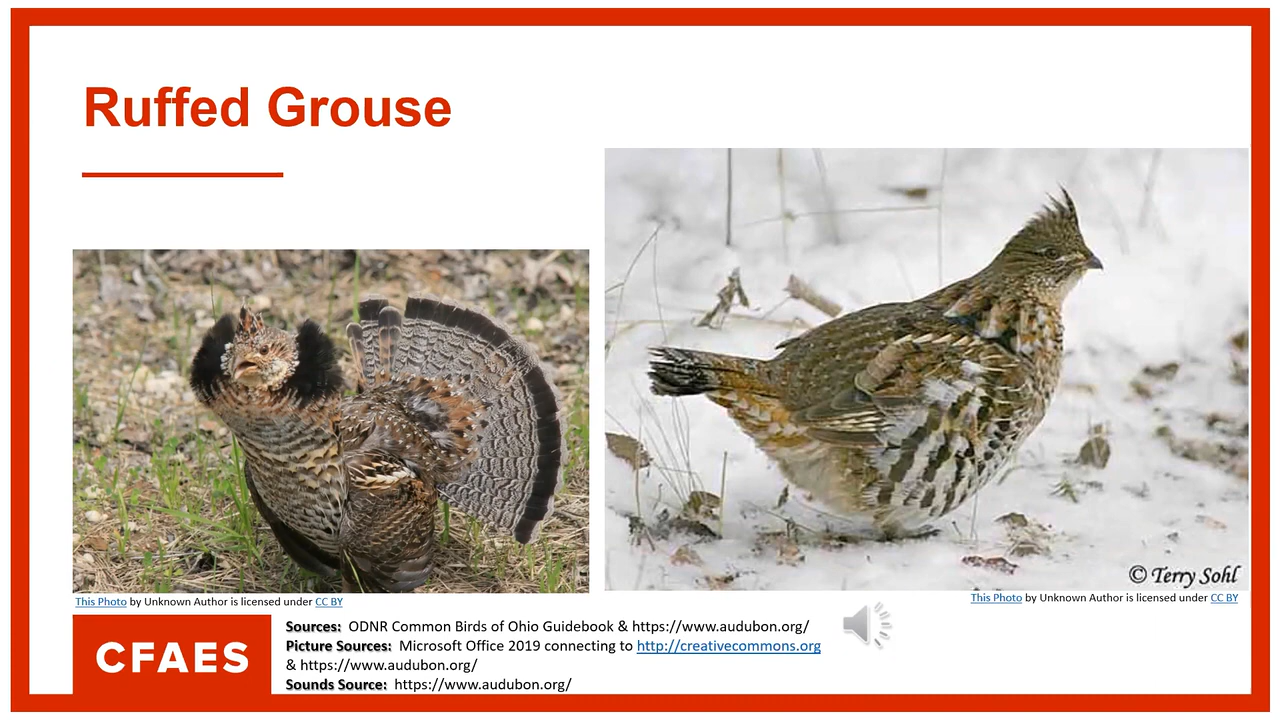 Ruffed Grouse
© Terry Sohl
This Photo by Unknown Author is licensed under CC BY
This Photo by Unknown Author is licensed under CC BY
CFAES
Sources: ODNR Common Birds of Ohio Guidebook & https://www.audubon.org/
Picture Sources: Microsoft Office 2019 connecting to http://creativecommons.org
& https://www.audubon.org/
Sounds Source: https://www.audubon.org/